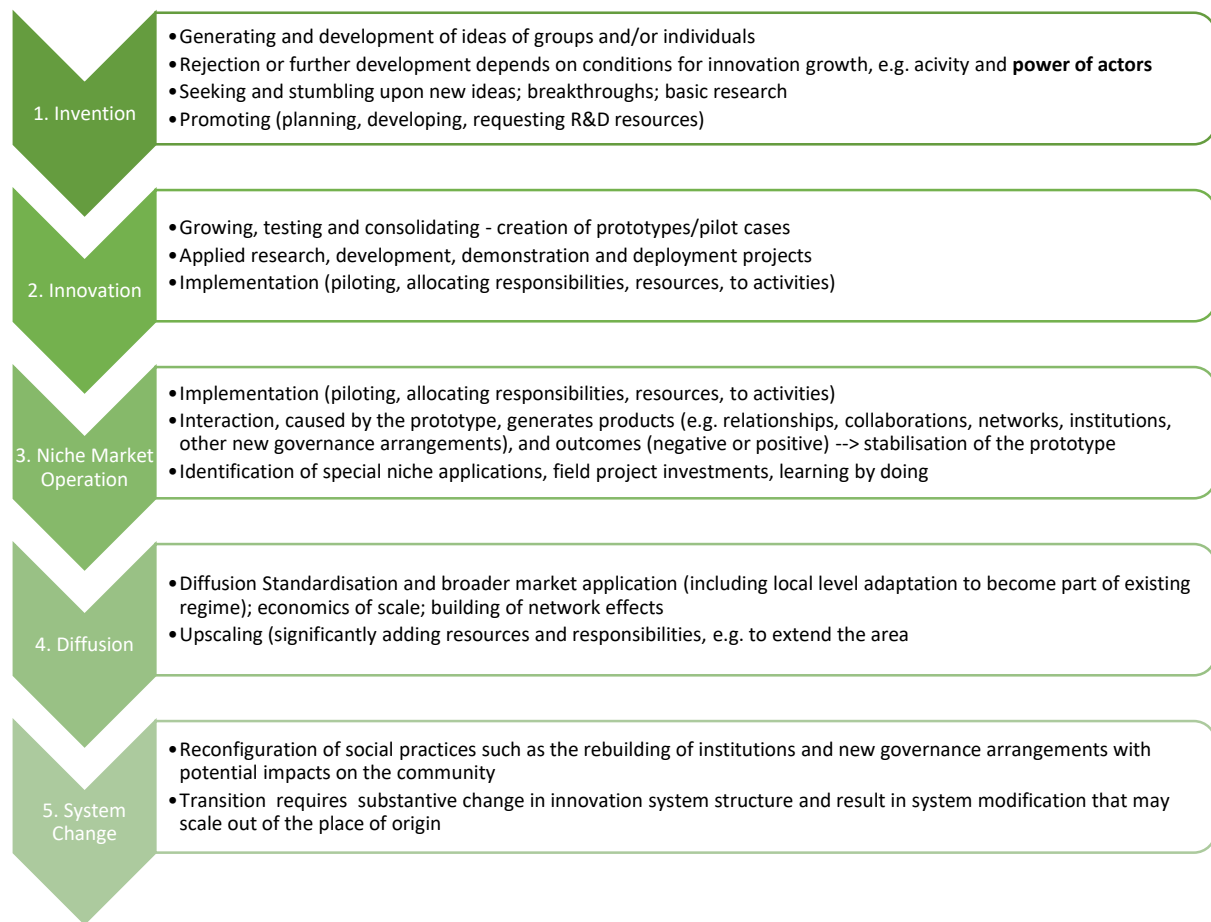 1. Invention
•Generating and development of ideas of groups and/or individuals
•Rejection or further development depends on conditions for innovation growth, e.g. acivity and power of actors
•Seeking and stumbling upon new ideas; breakthroughs; basic research
•Promoting (planning, developing, requesting R&D resources)
2. Innovation
•Growing, testing and consolidating - creation of prototypes/pilot cases
•Applied research, development, demonstration and deployment projects
•Implementation (piloting, allocating responsibilities, resources, to activities)
3. Niche Market
Operation
•Implementation (piloting, allocating responsibilities, resources, to activities)
•Interaction, caused by the prototype, generates products (e.g. relationships, collaborations, networks, institutions,
other new governance arrangements), and outcomes (negative or positive) --> stabilisation of the prototype
•Identification of special niche applications, field project investments, learning by doing
4. Diffusion
•Diffusion Standardisation and broader market application (including local level adaptation to become part of existing
regime); economics of scale; building of network effects
•Upscaling (significantly adding resources and responsibilities, e.g. to extend the area
5. System
Change
•Reconfiguration of social practices such as the rebuilding of institutions and new governance arrangements with
potential impacts on the community
•Transition requires substantive change in innovation system structure and result in system modification that may
scale out of the place of origin